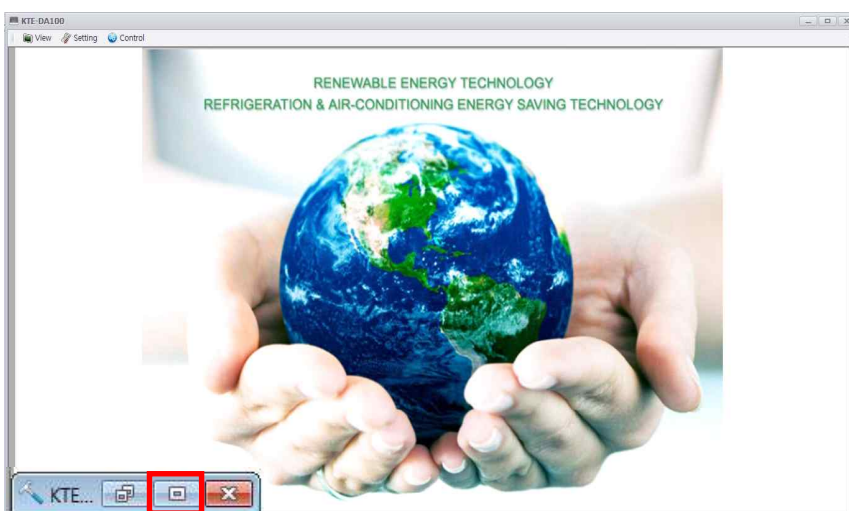 KTE-DA100
View Setting Control
RENEWABLE ENERGY TECHNOLOGY
REFRIGERATION & AIR-CONDITIONING ENERGY SAVING TECHNOLOGY
KTE...